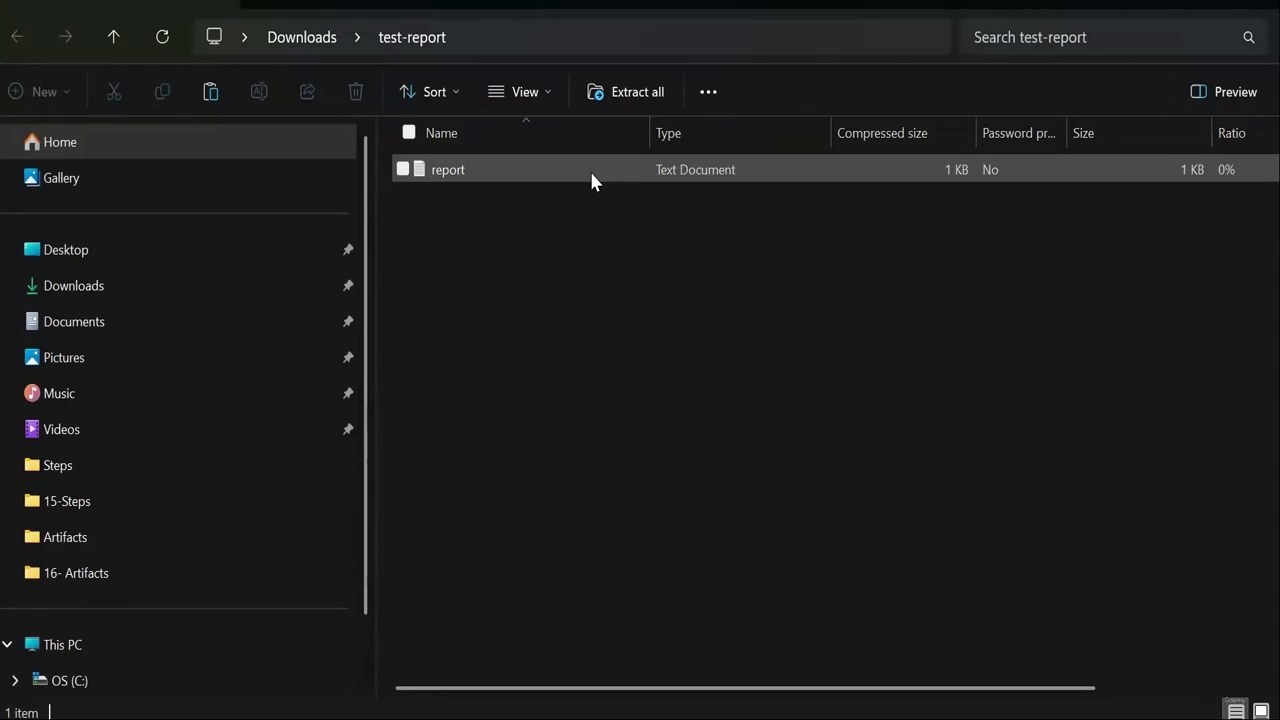 Downloads
test-report
Search test-report
New
Sort
View
Extract all
Preview
Name
Type
Compressed size
Password pr...
Size
Ratio
report
Text Document
1 KB
No
1 KB
0%
Home
Gallery
Desktop
Downloads
Documents
Pictures
Music
Videos
Steps
15-Steps
Artifacts
16- Artifacts
This PC
OS (C:)
1 item